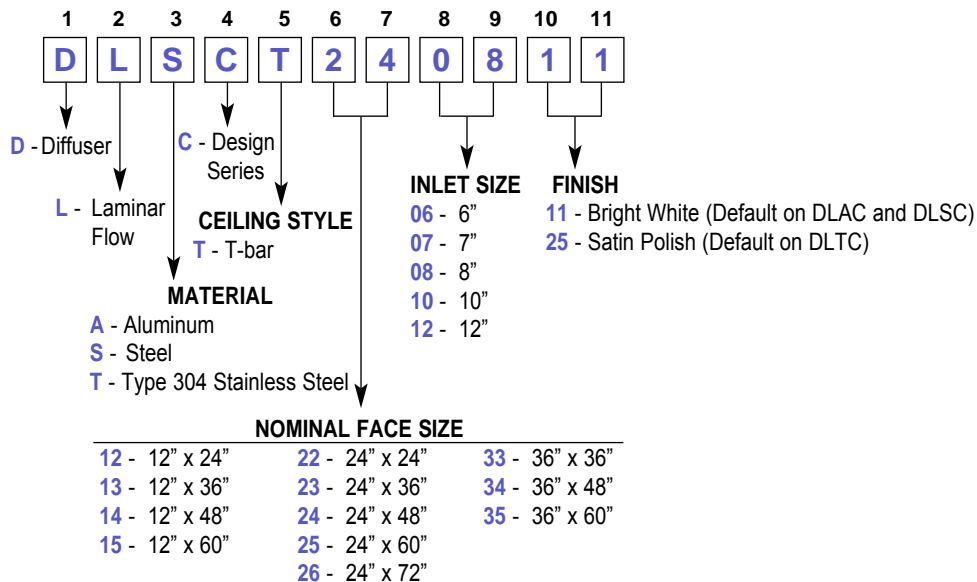 1 2 3 4 5 6 7 8 9 10 11
D L S C T 2 4 0 8 1 1
D - Diffuser
C - Design
Series
L - Laminar
Flow
CEILING STYLE
T - T-bar
INLET SIZE
06 - 6”
07 - 7”
08 - 8”
10 - 10”
12 - 12”
FINISH
11 - Bright White (Default on DLAC and DLSC)
25 - Satin Polish (Default on DLTC)
MATERIAL
A - Aluminum
S - Steel
T - Type 304 Stainless Steel
NOMINAL FACE SIZE
12 - 12” x 24”
13 - 12” x 36”
14 - 12” x 48”
15 - 12” x 60”
22 - 24” x 24”
23 - 24” x 36”
24 - 24” x 48”
25 - 24” x 60”
26 - 24” x 72”
33 - 36” x 36”
34 - 36” x 48”
35 - 36” x 60”